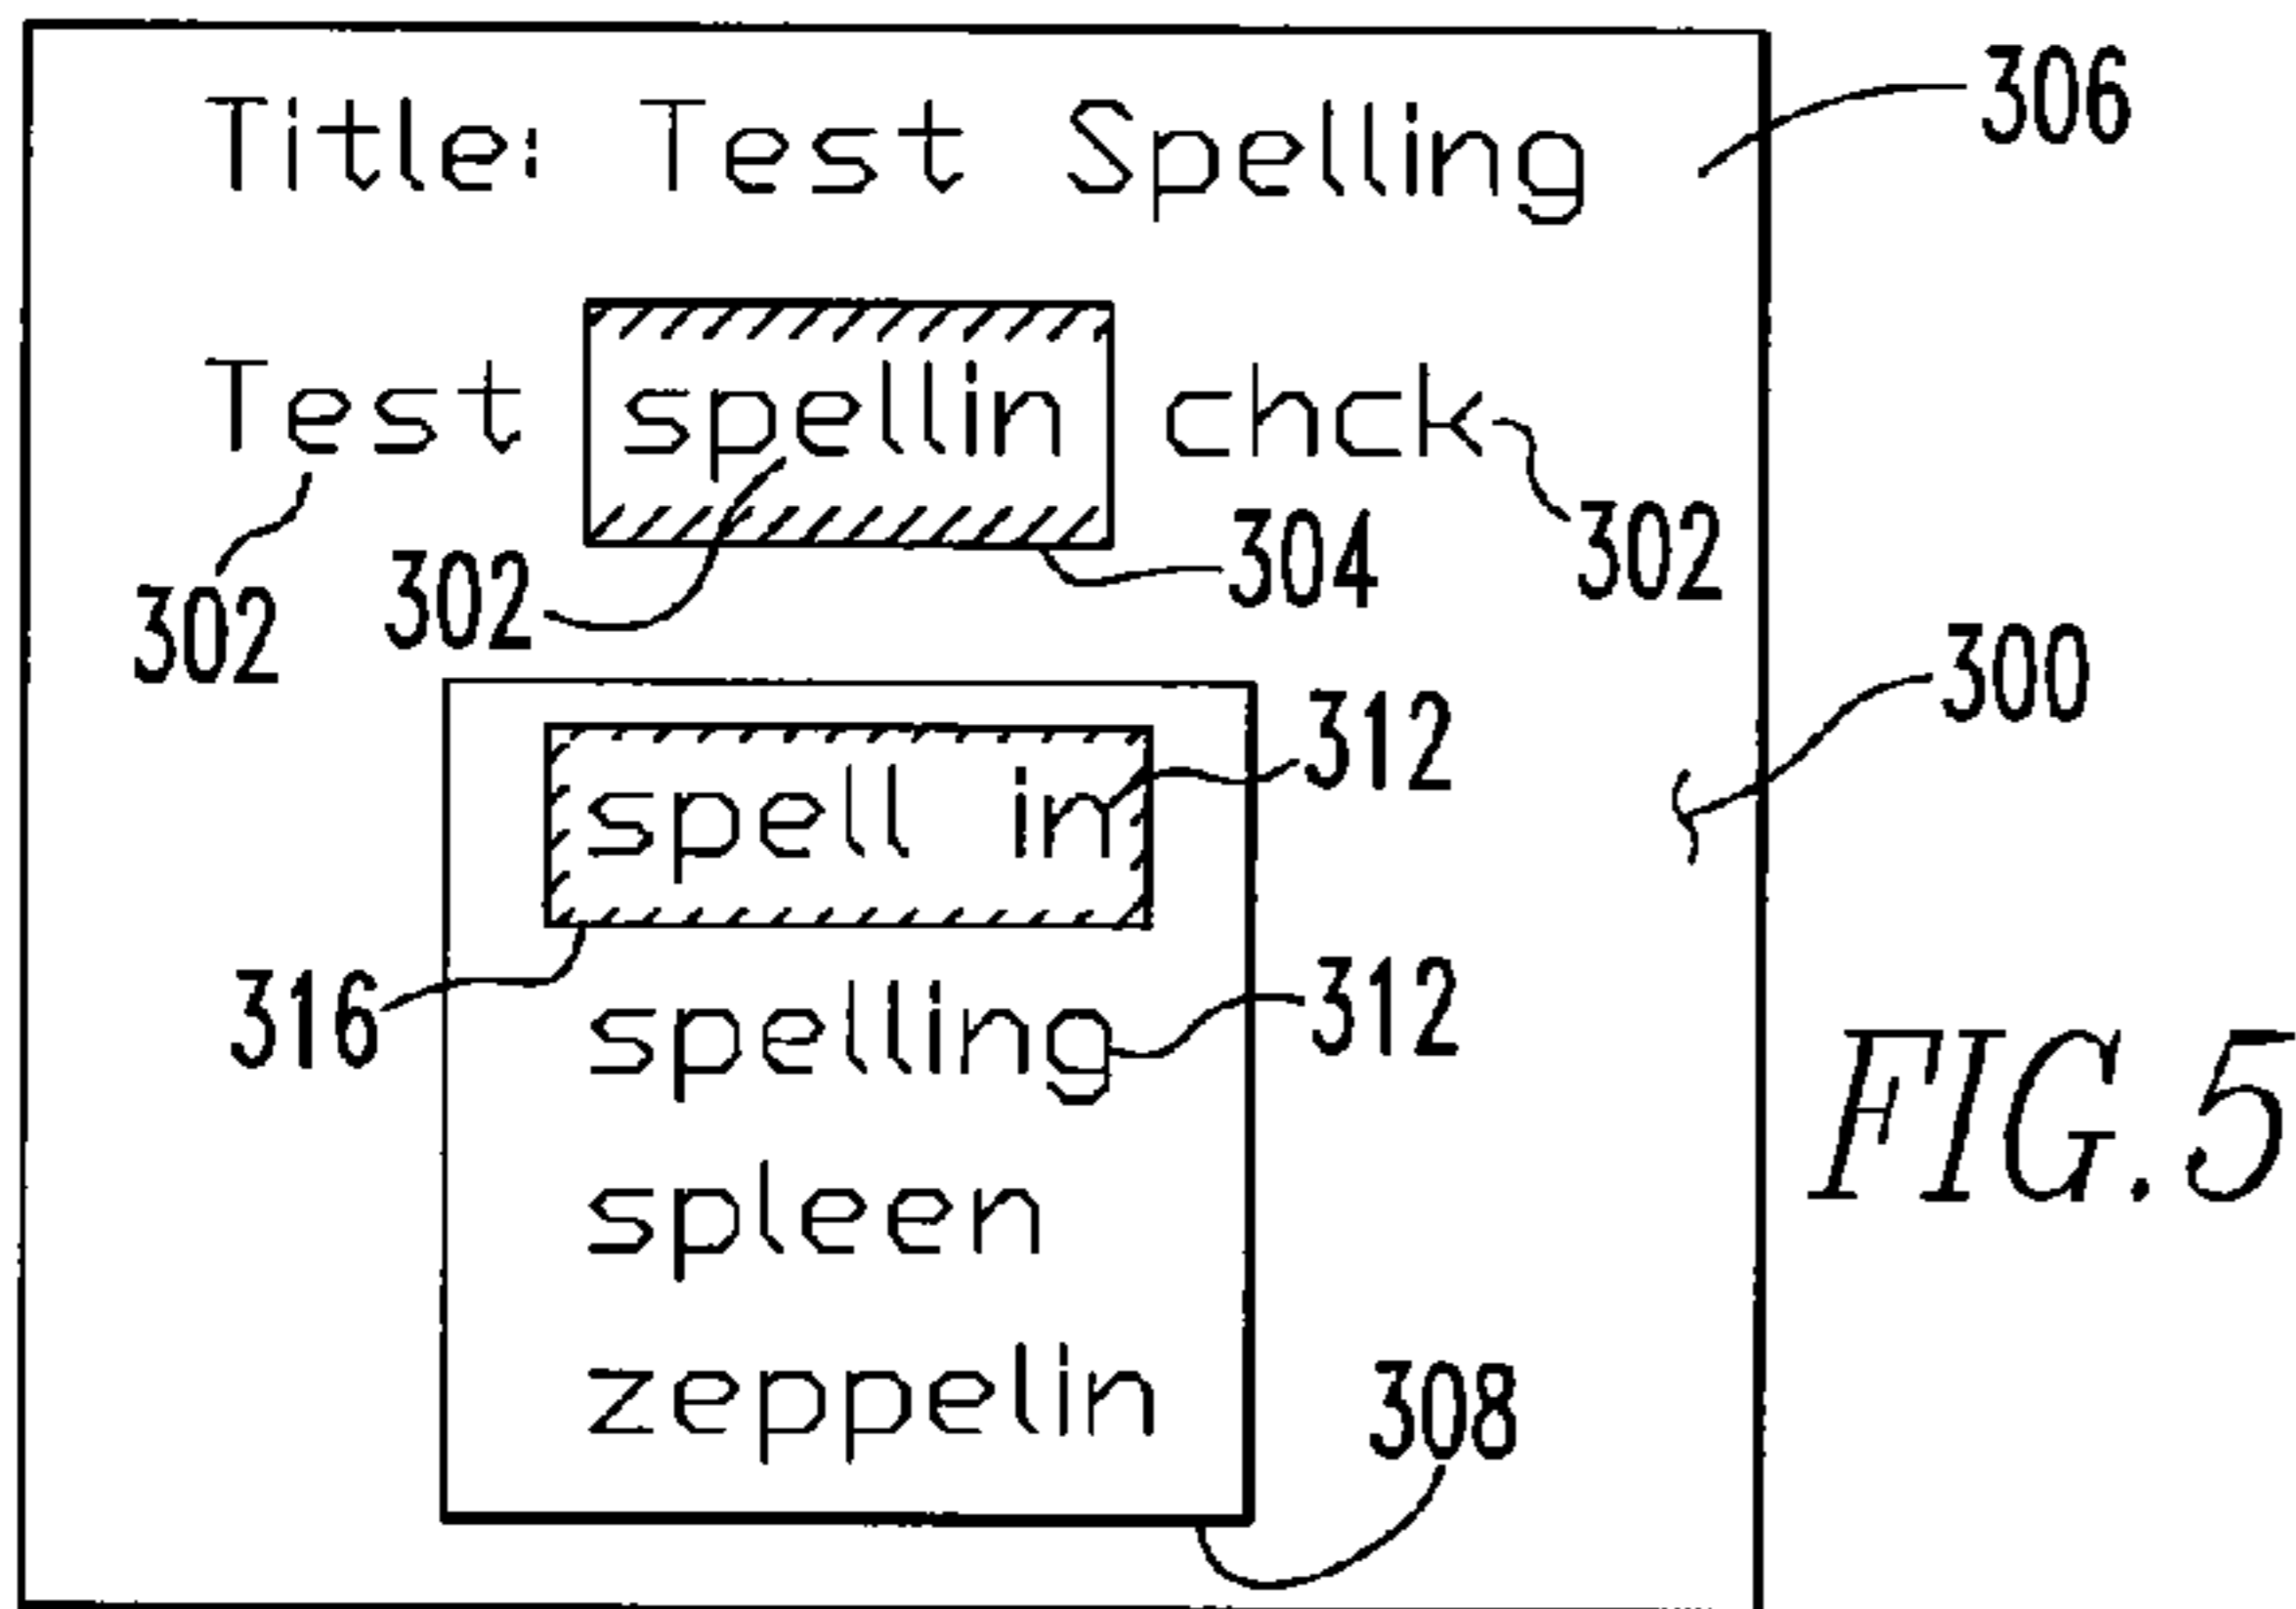 Title: Test Spelling 306
Test spellin chck
302 302 304 302
300
spell in 312
316 spelling 312
spleen
zeppelin
308
FIG. 5